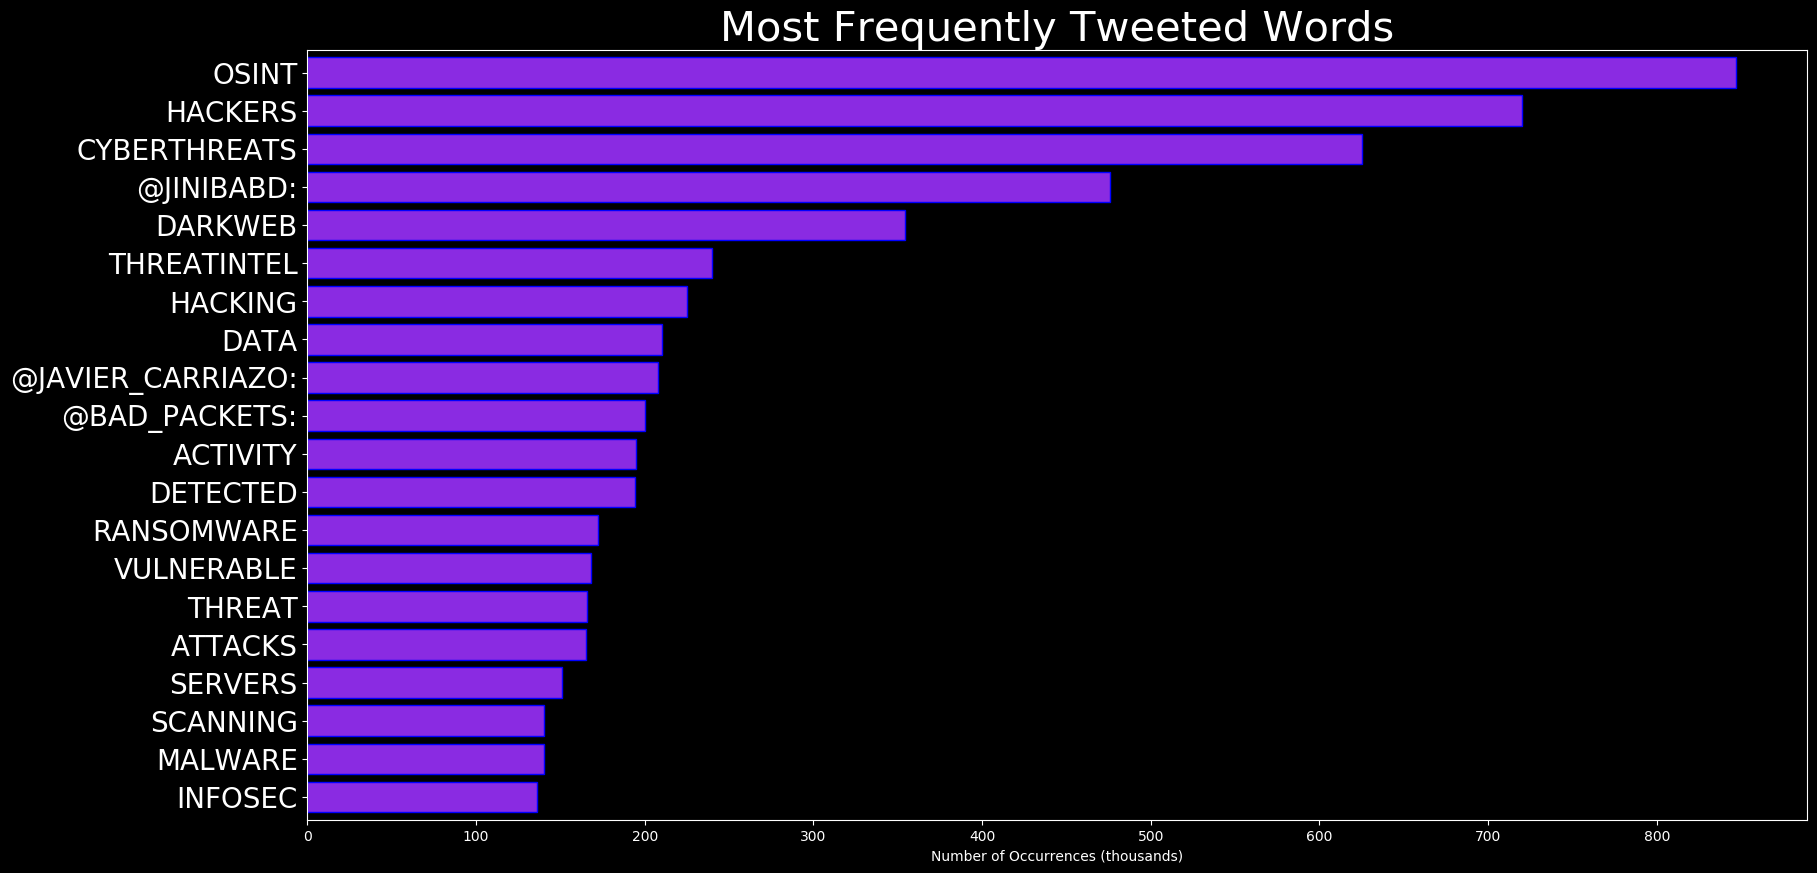 Most Frequently Tweeted Words
OSINT
HACKERS
CYBERTHREATS
@JINIBABD:
DARKWEB
THREATINTEL
HACKING
DATA
@JAVIER_CARRIAZO:
@BAD_PACKETS:
ACTIVITY
DETECTED
RANSOMWARE
VULNERABLE
THREAT
ATTACKS
SERVERS
SCANNING
MALWARE
INFOSEC
0 100 200 300 400 500 600 700 800
Number of Occurrences (thousands)